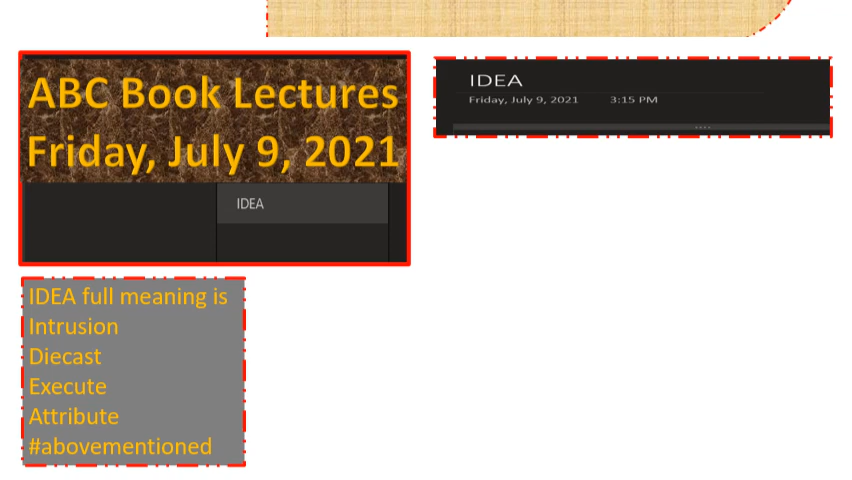 ABC Book Lectures
Friday, July 9, 2021
IDEA
IDEA
Friday, July 9, 2021 3:15 PM
IDEA full meaning is
Intrusion
Diecast
Execute
Attribute
#abovementioned